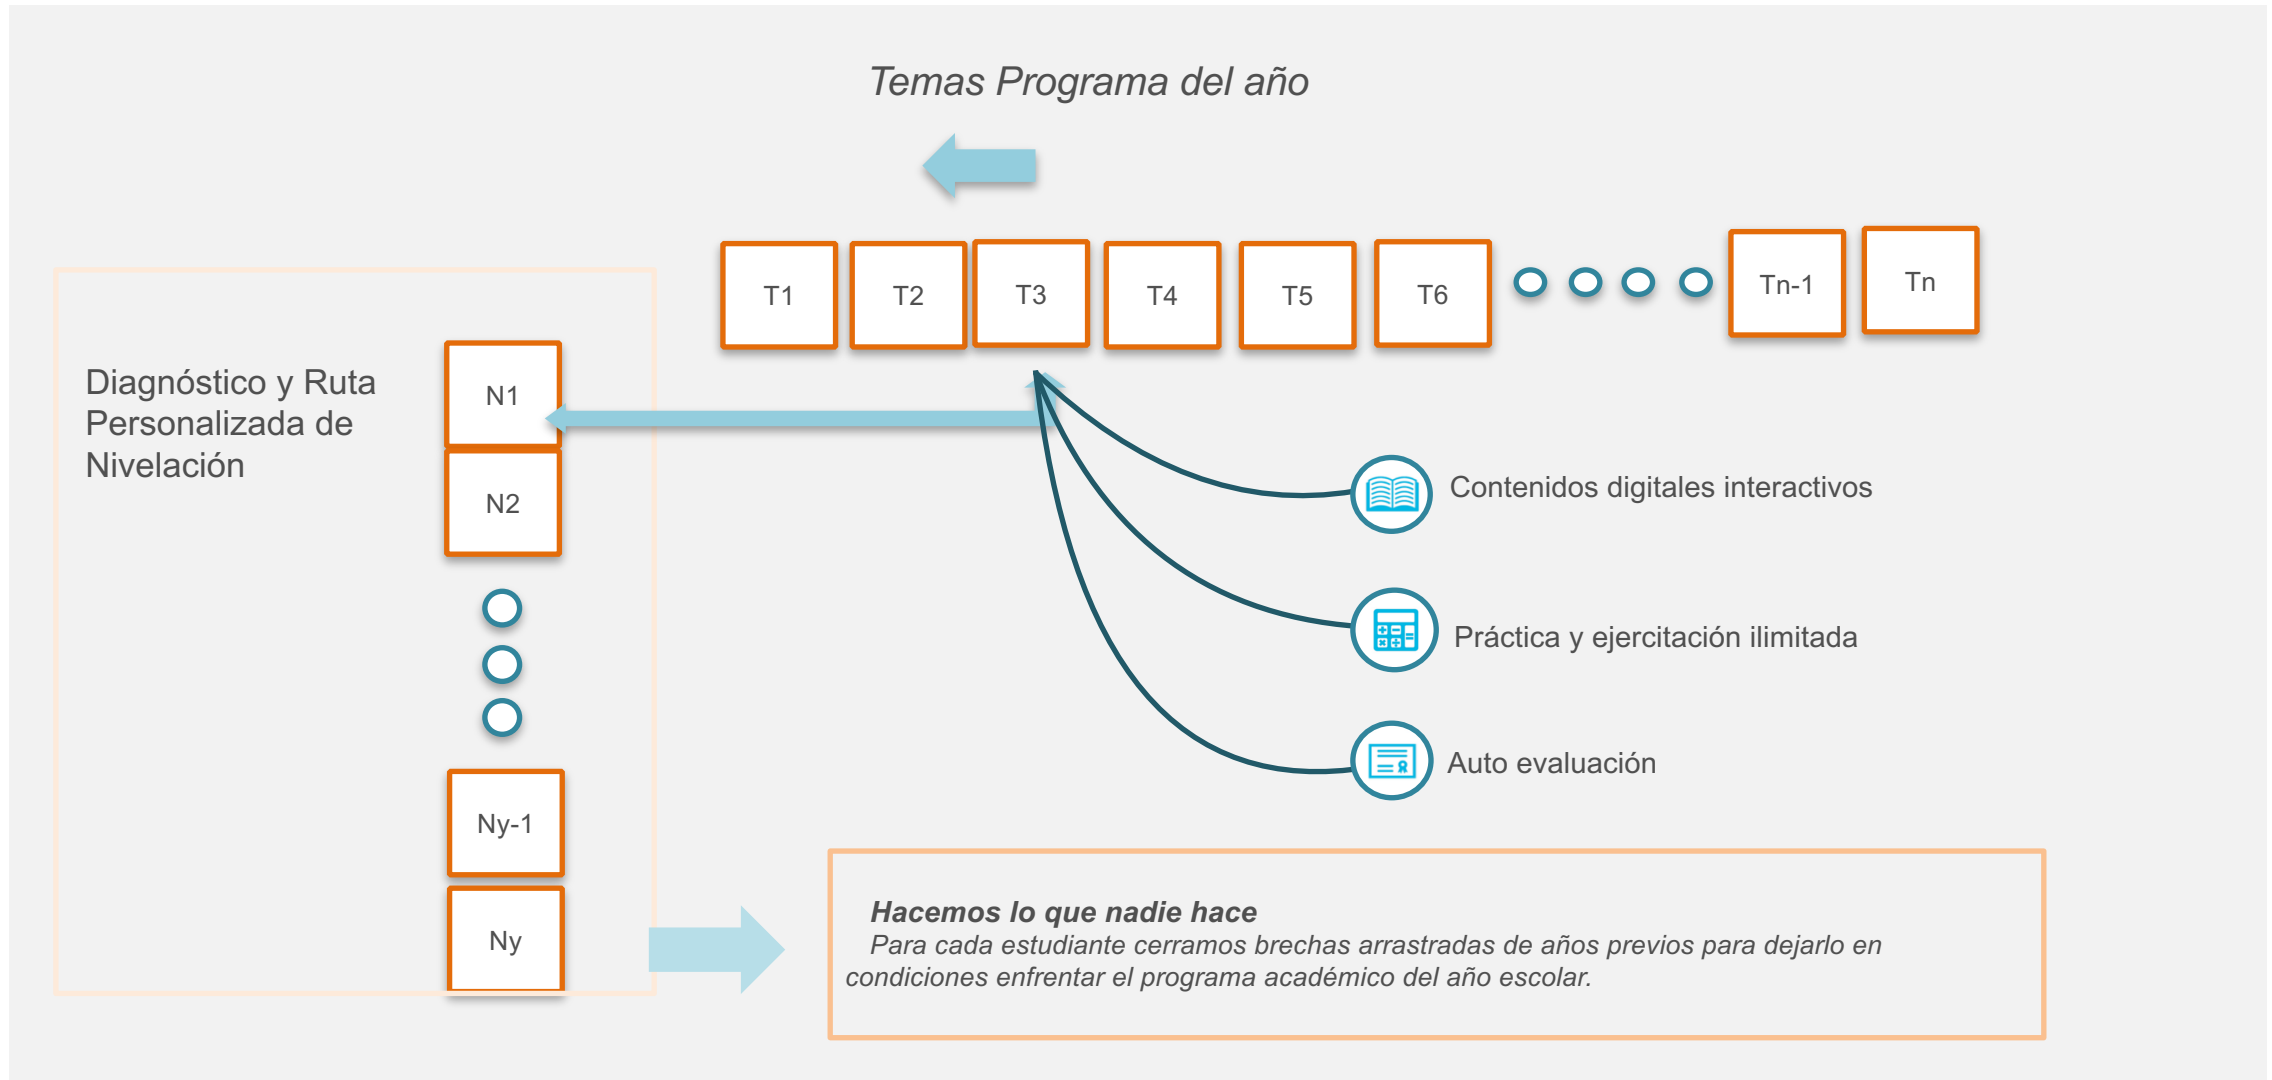 Temas Programa del año
T1
T2
T3
T4
T5
T6
Tn-1
Tn
Diagnóstico y Ruta
Personalizada de
Nivelación
N1
N2
Ny-1
Ny
Contenidos digitales interactivos
Práctica y ejercitación ilimitada
Auto evaluación
Hacemos lo que nadie hace
Para cada estudiante cerramos brechas arrastradas de años previos para dejarlo en
condiciones enfrentar el programa académico del año escolar.